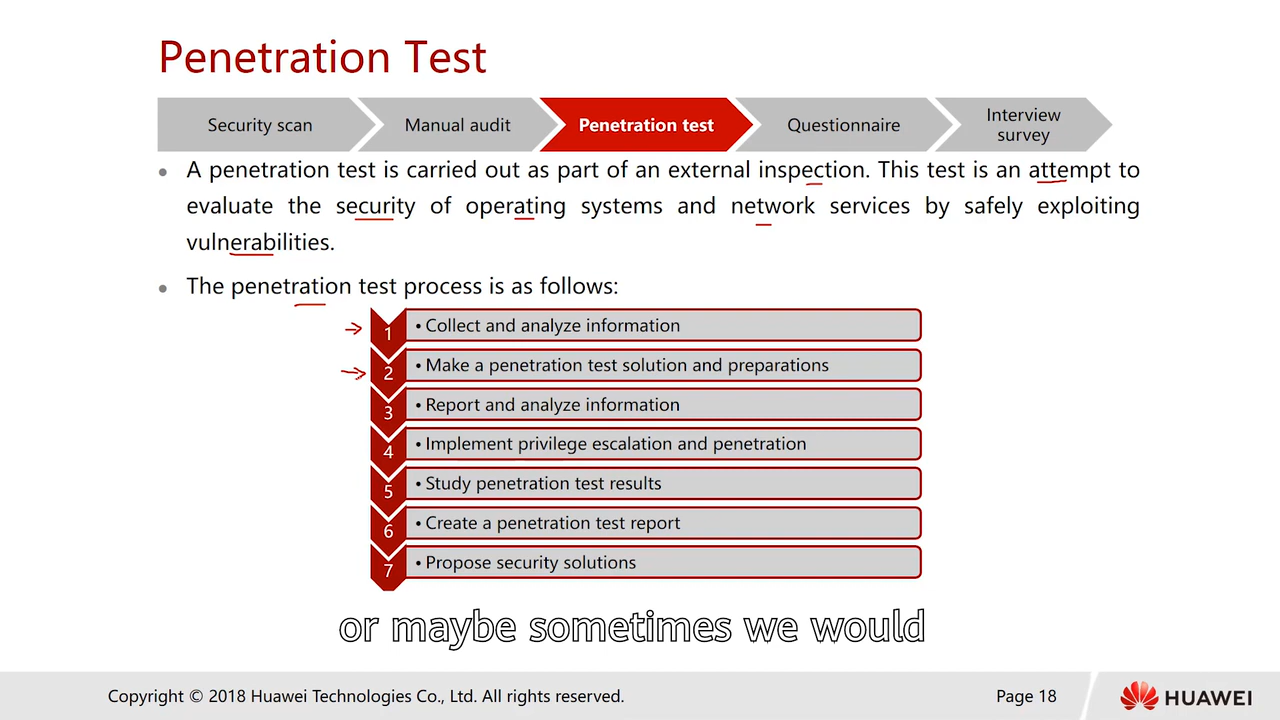 Penetration Test
Security scan
Manual audit
Penetration test
Questionnaire
Interview
survey
• A penetration test is carried out as part of an external inspection. This test is an attempt to
evaluate the security of operating systems and network services by safely exploiting
vulnerabilities.
• The penetration test process is as follows:
1 • Collect and analyze information
2 • Make a penetration test solution and preparations
3 • Report and analyze information
4 • Implement privilege escalation and penetration
5 • Study penetration test results
6 • Create a penetration test report
7 • Propose security solutions
or maybe sometimes we would
Copyright © 2018 Huawei Technologies Co., Ltd. All rights reserved.
Page 18
HUAWEI